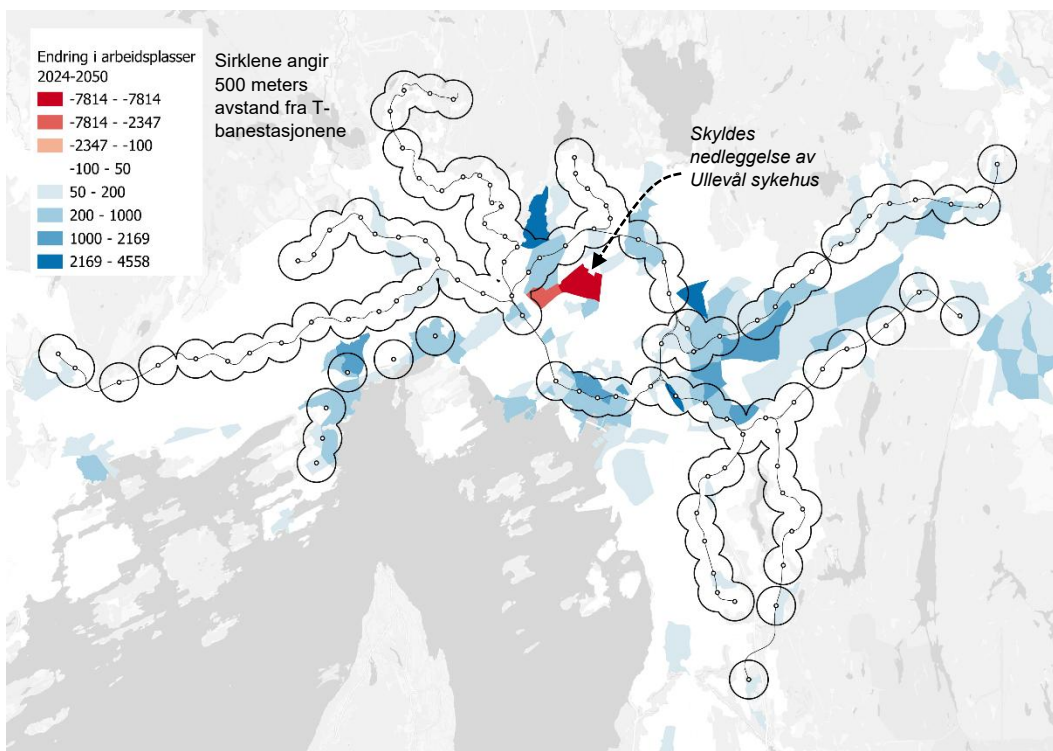 Endring i arbeidsplasser
2024-2050
-7814 - -7814
-7814 - -2347
-2347 - -100
-100 - 50
50 - 200
200 - 1000
1000 - 2169
2169 - 4558
Sirklene angir
500 meters
avstand fra T-
banestasjonene
Skyldes
nedleggelse av
Ullevål sykehus